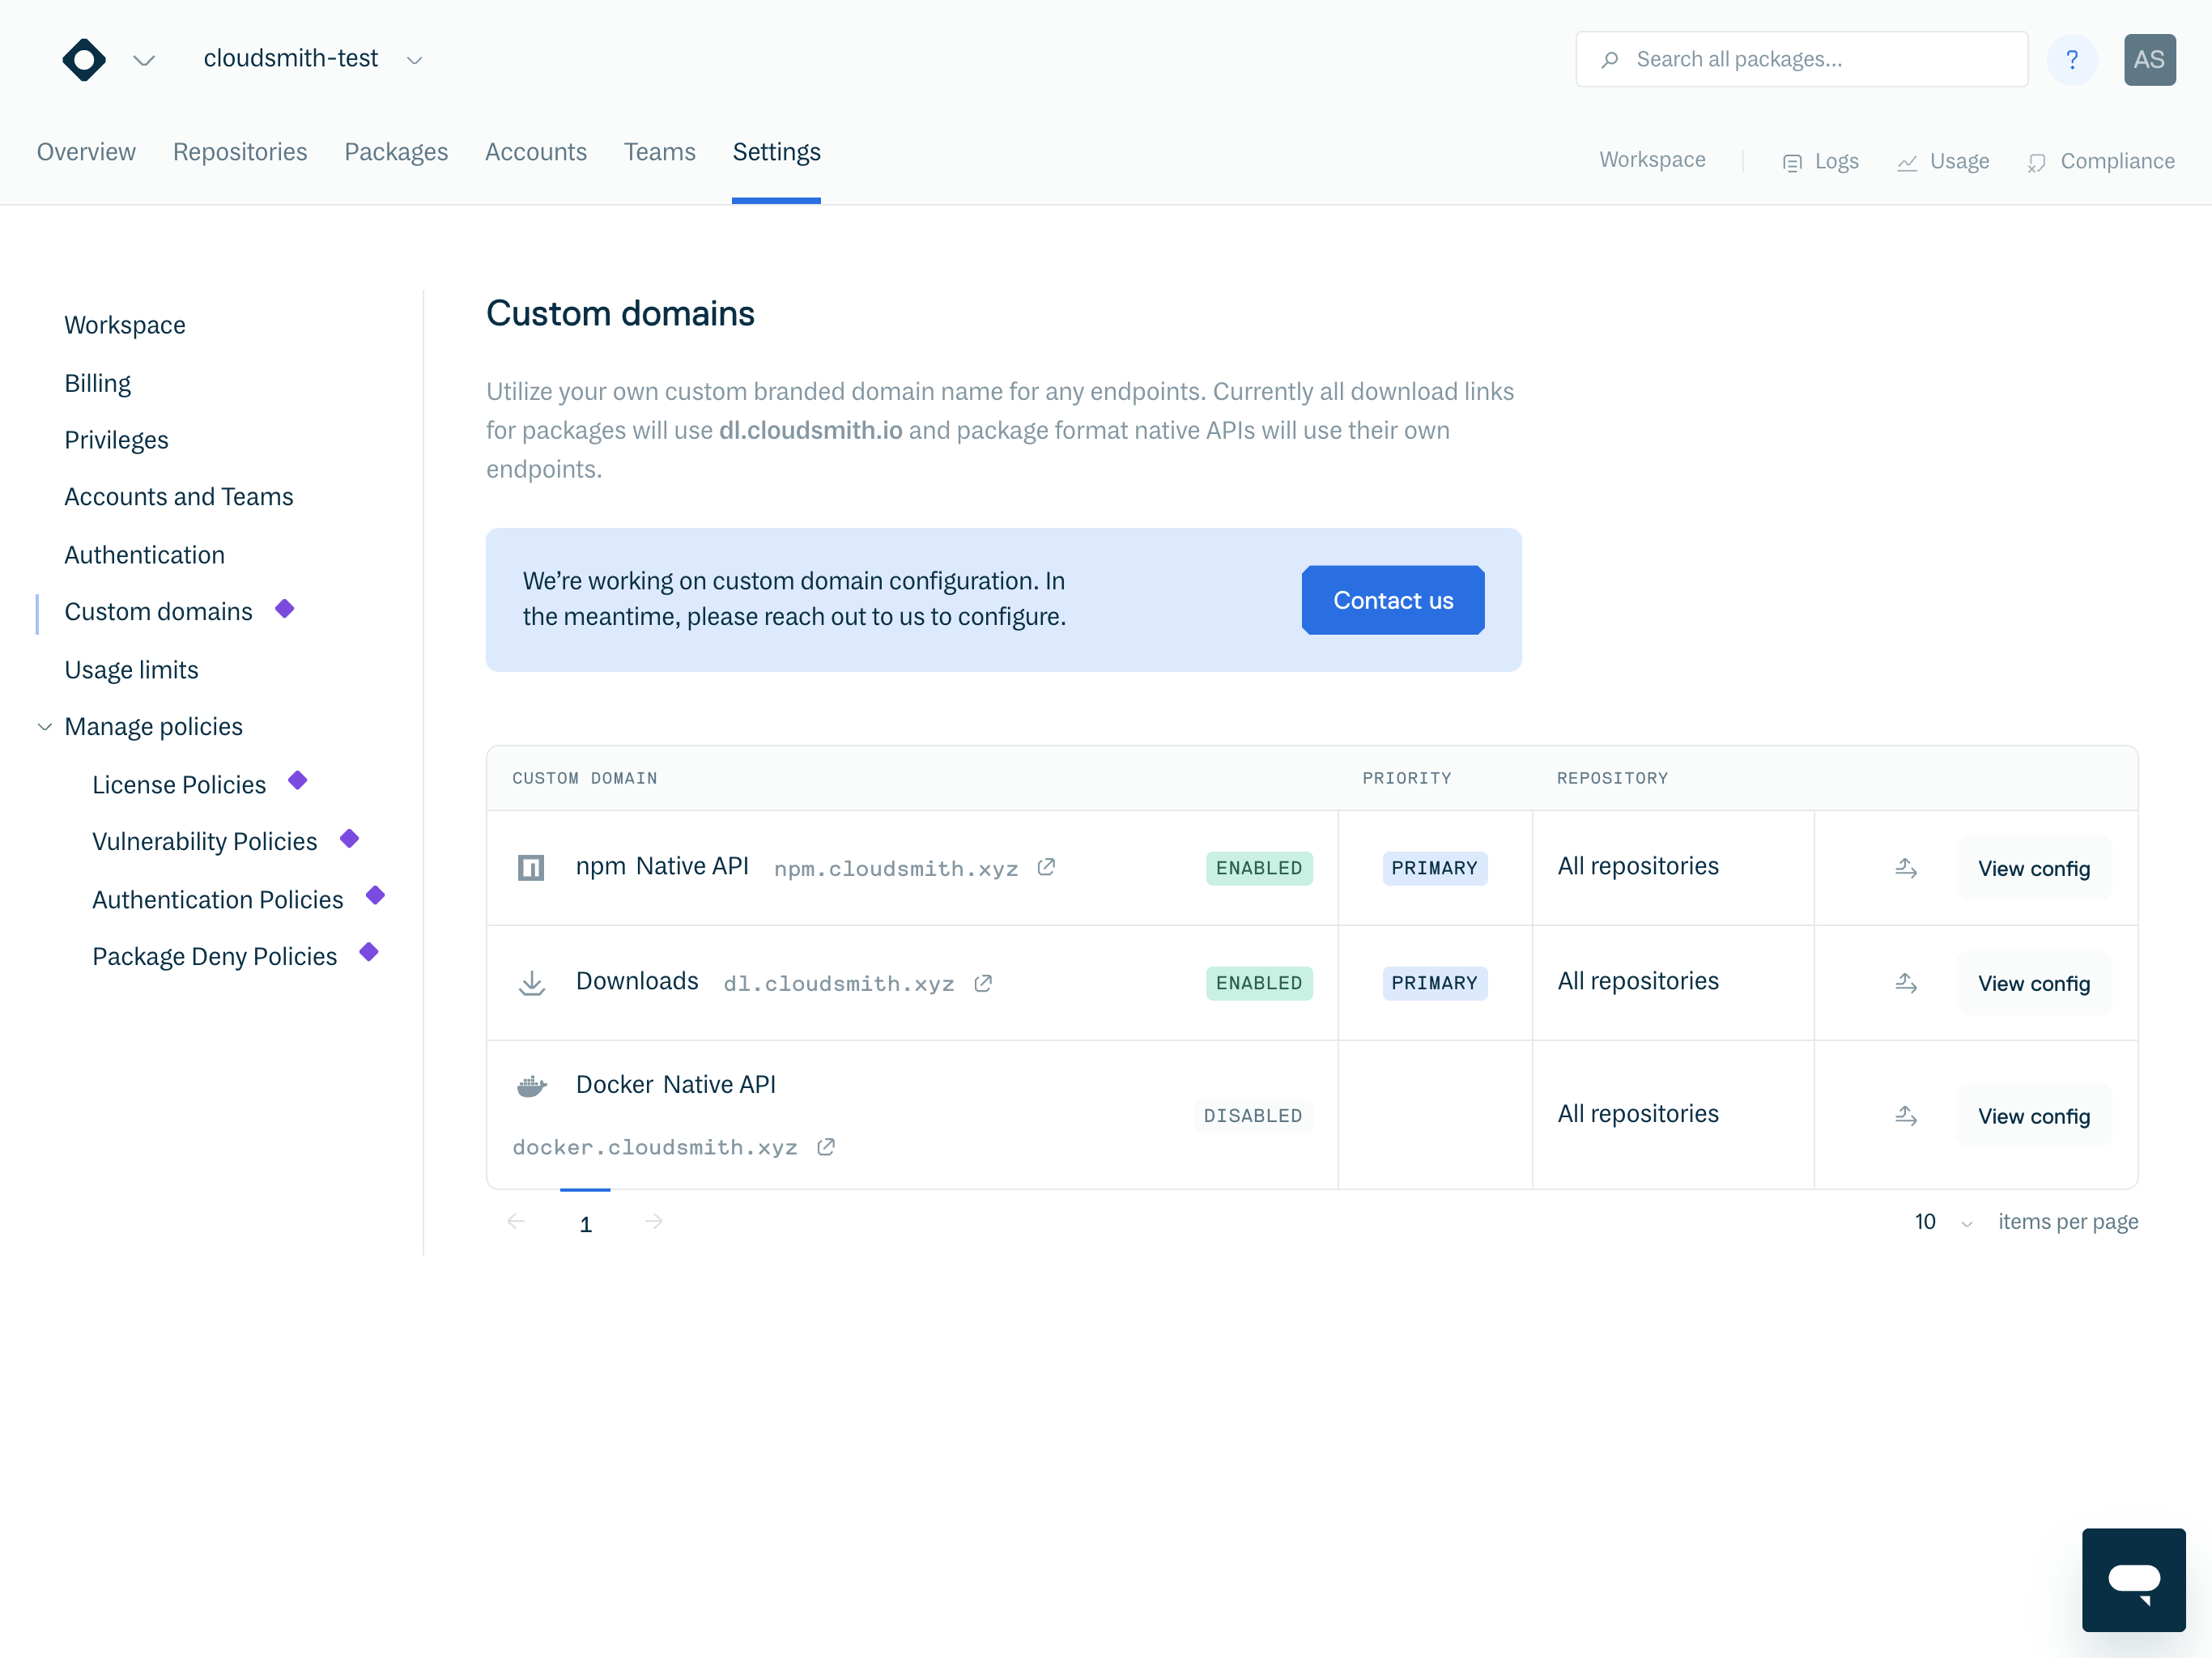 cloudsmith-test
Search all packages...
?
AS
Overview
Repositories
Packages
Accounts
Teams
Settings
Workspace
Logs
Usage
Compliance
Workspace
Billing
Privileges
Accounts and Teams
Authentication
Custom domains
Usage limits
Manage policies
License Policies
Vulnerability Policies
Authentication Policies
Package Deny Policies
Custom domains
Utilize your own custom branded domain name for any endpoints. Currently all download links
for packages will use dl.cloudsmith.io and package format native APIs will use their own
endpoints.
We’re working on custom domain configuration. In
the meantime, please reach out to us to configure.
Contact us
CUSTOM DOMAIN PRIORITY REPOSITORY
npm Native API npm.cloudsmith.xyz ENABLED PRIMARY All repositories View config
Downloads dl.cloudsmith.xyz ENABLED PRIMARY All repositories View config
Docker Native API
docker.cloudsmith.xyz
DISABLED All repositories View config
1
10 items per page